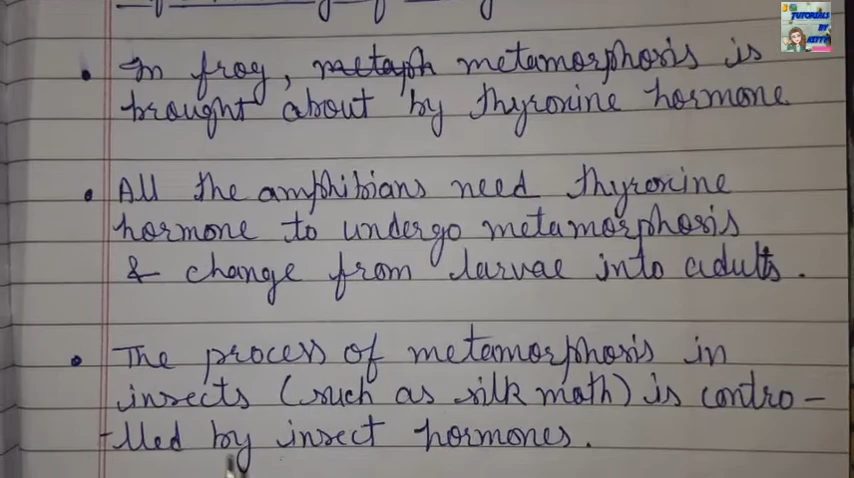 TUTORIALS
BY
• In frog, metaph metamorphosis is
brought about by thyroxine hormone
• All the amphibians need thyroxine
hormone to undergo metamorphosis
& change from larvae into adults.
• The process of metamorphosis in
insects (such as silk moth) is contro-
-lled by insect hormones.